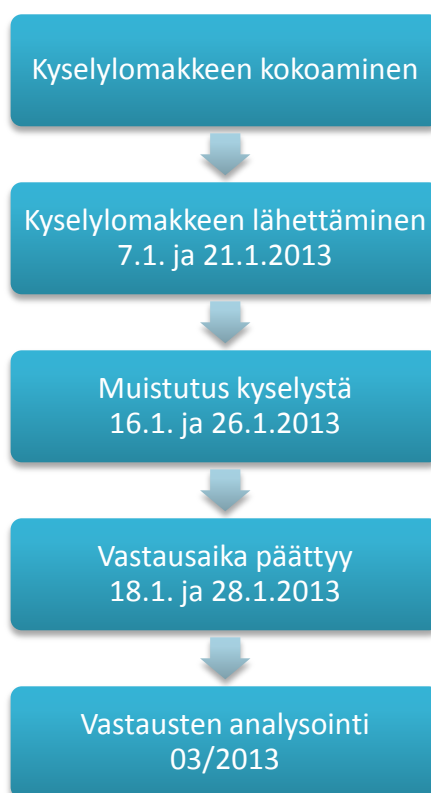 Kyselylomakkeen kokoaminen
Kyselylomakkeen lähettäminen
7.1. ja 21.1.2013
Muistutus kyselystä
16.1. ja 26.1.2013
Vastausaika päättyy
18.1. ja 28.1.2013
Vastausten analysointi
03/2013